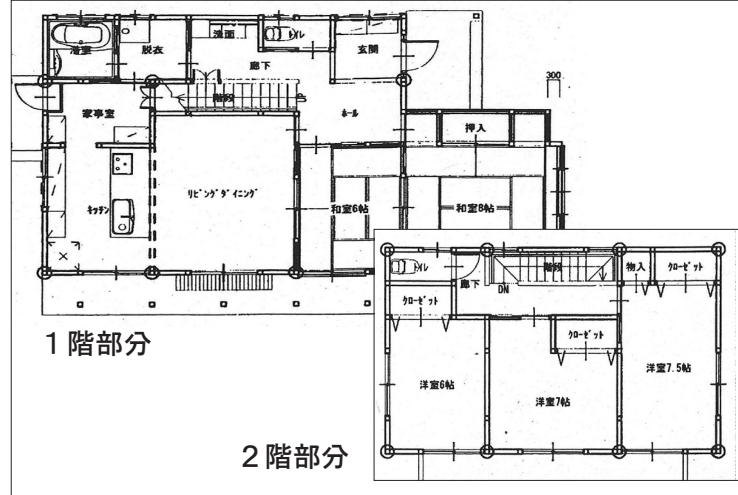 浴室
脱衣
洗面
トイレ
玄関
廊下
300
家事室
階段
UP
ホール
押入
リビングダイニング
キッチン
和室6帖
和室8帖
1階部分
トイレ
廊下
階段
物入
クローゼット
DN
クローゼット
クローゼット
洋室7.5帖
洋室6帖
洋室7帖
2階部分